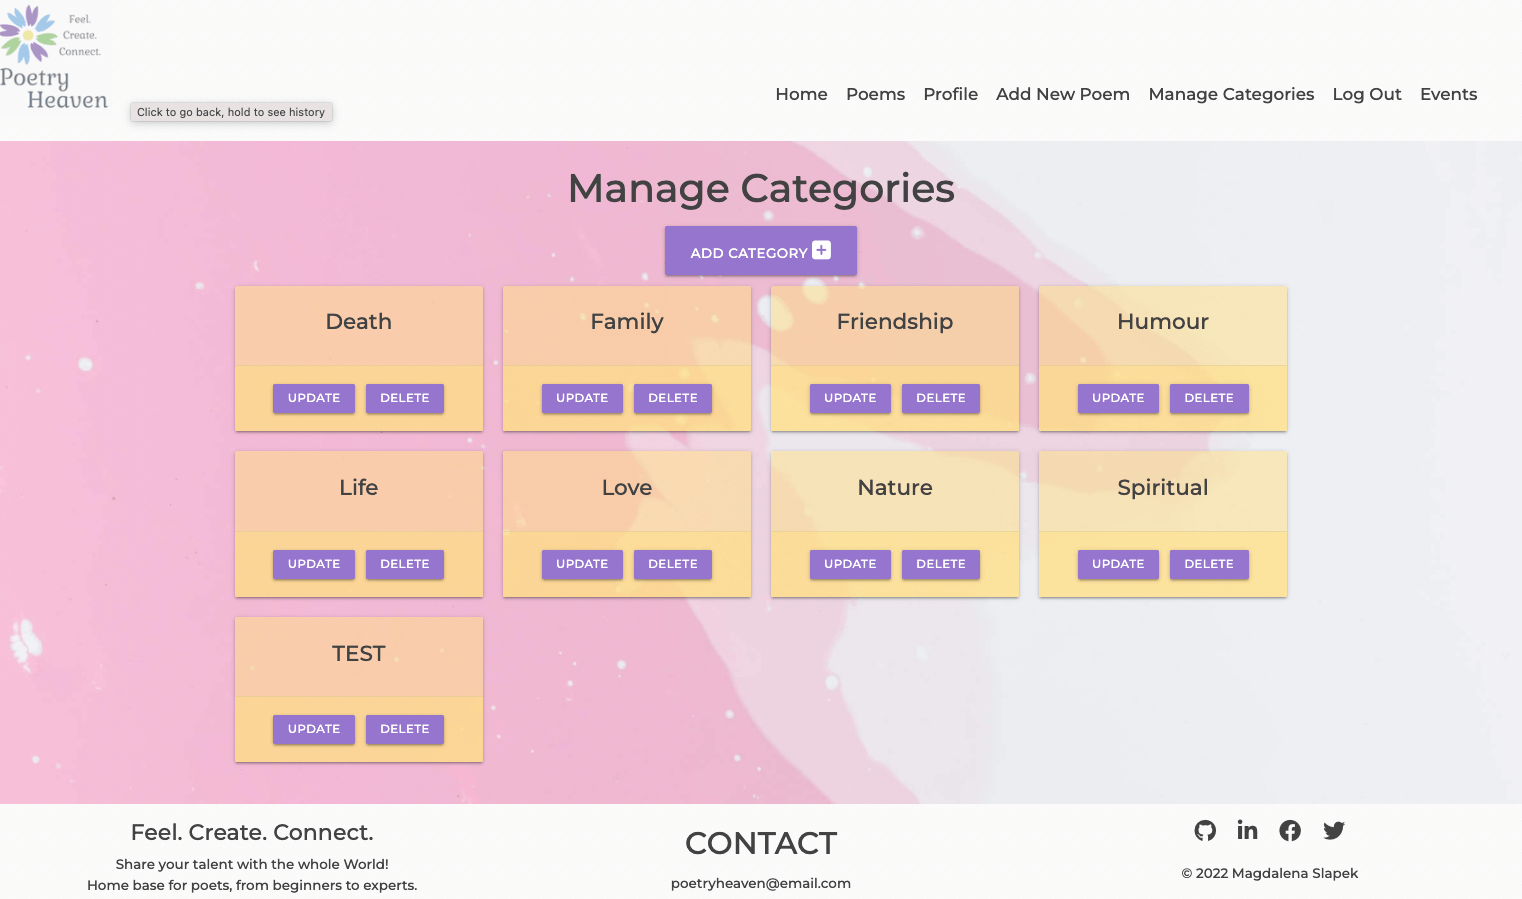 Feel.
Create.
Connect.
Poetry
Heaven
Click to go back, hold to see history
Home Poems Profile Add New Poem Manage Categories Log Out Events
Manage Categories
ADD CATEGORY
Death
UPDATE DELETE
Family
UPDATE DELETE
Friendship
UPDATE DELETE
Humour
UPDATE DELETE
Life
UPDATE DELETE
Love
UPDATE DELETE
Nature
UPDATE DELETE
Spiritual
UPDATE DELETE
TEST
UPDATE DELETE
Feel. Create. Connect.
Share your talent with the whole World!
Home base for poets, from beginners to experts.
CONTACT
poetryheaven@email.com
© 2022 Magdalena Slapek